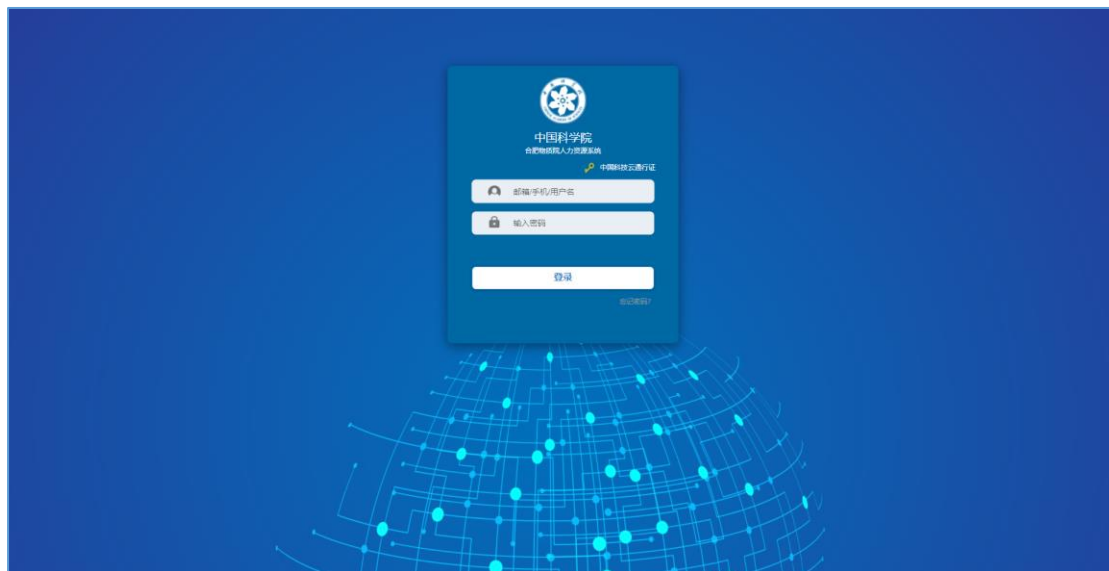 中国科学院
合肥物质院人力资源系统
中国科技云通行证
邮箱/手机/用户名
输入密码
登录
忘记密码?